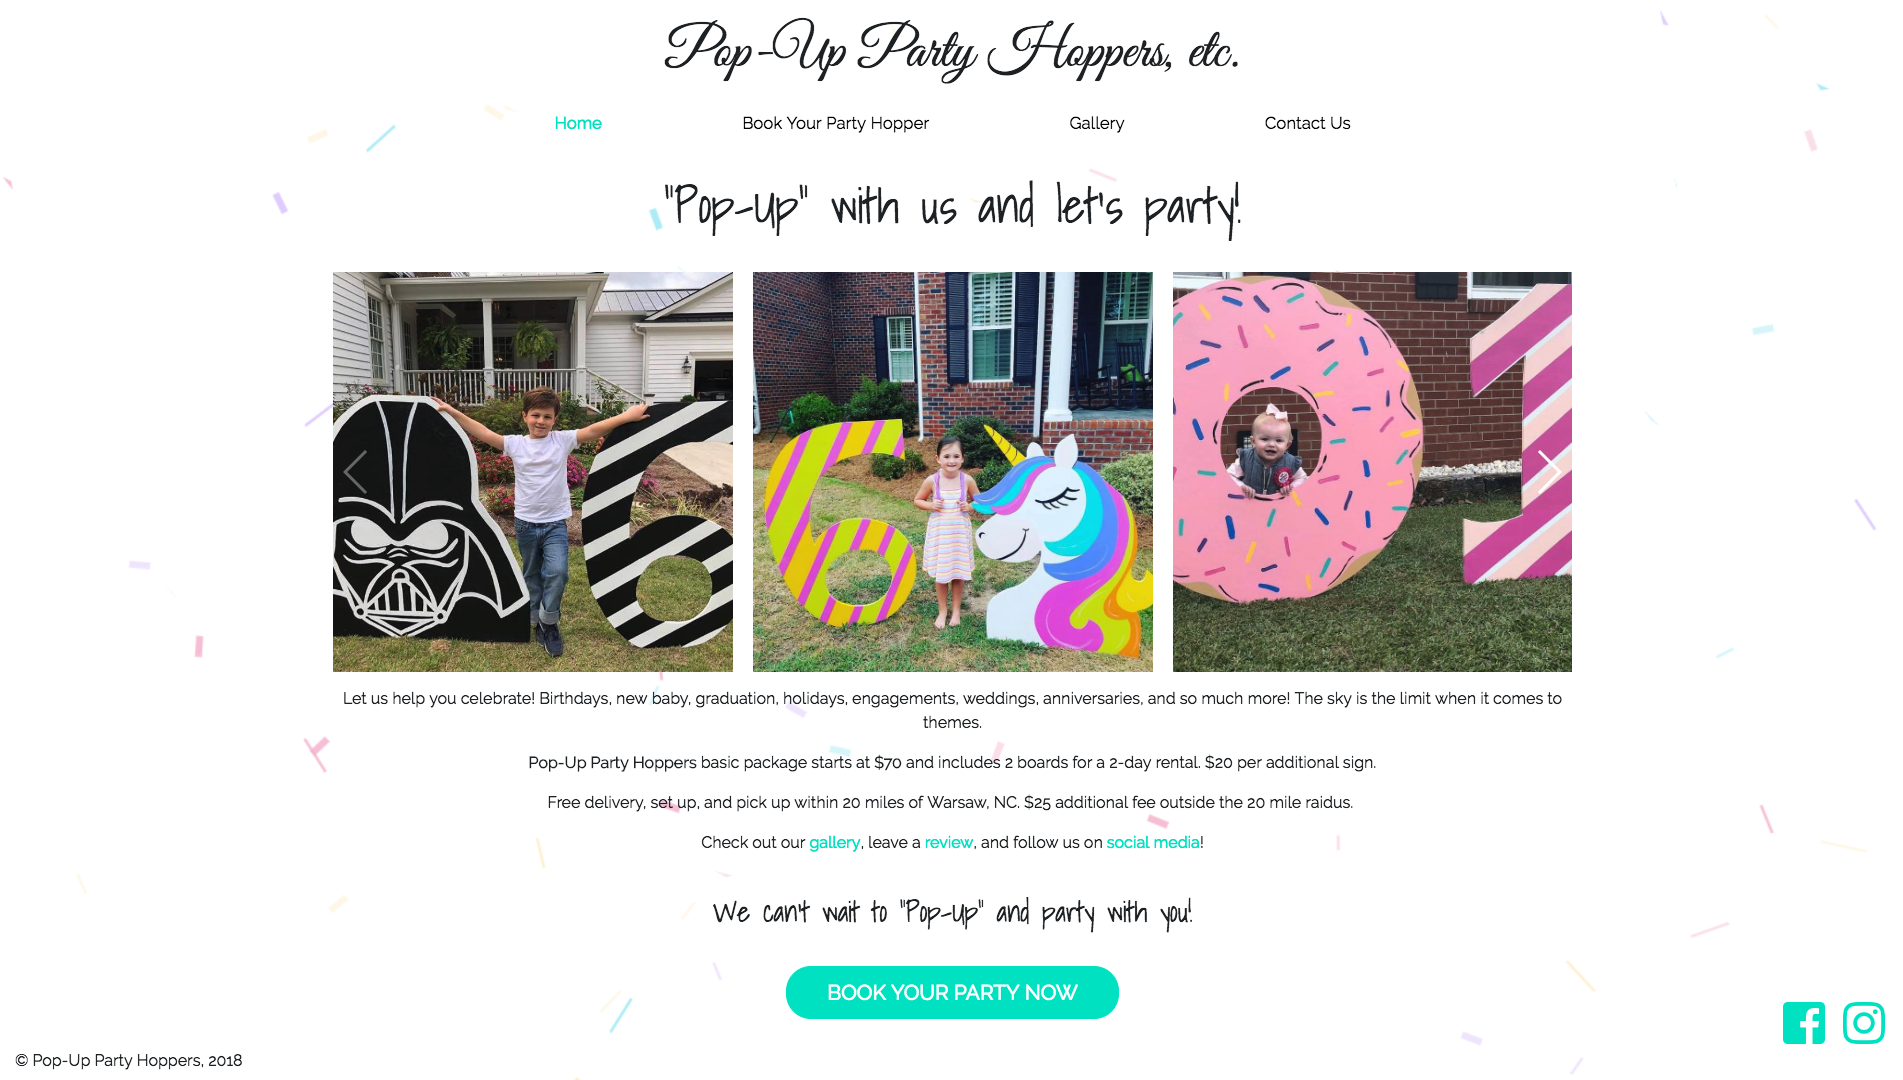 Pop-Up Party Hoppers, etc.
Home Book Your Party Hopper Gallery Contact Us
"Pop-Up" with us and let's party!
6
6
1
Let us help you celebrate! Birthdays, new baby, graduation, holidays, engagements, weddings, anniversaries, and so much more! The sky is the limit when it comes to
themes.
Pop-Up Party Hoppers basic package starts at $70 and includes 2 boards for a 2-day rental. $20 per additional sign.
Free delivery, set up, and pick up within 20 miles of Warsaw, NC. $25 additional fee outside the 20 mile raidus.
Check out our gallery, leave a review, and follow us on social media!
We can't wait to "Pop-Up" and party with you!
BOOK YOUR PARTY NOW
© Pop-Up Party Hoppers, 2018